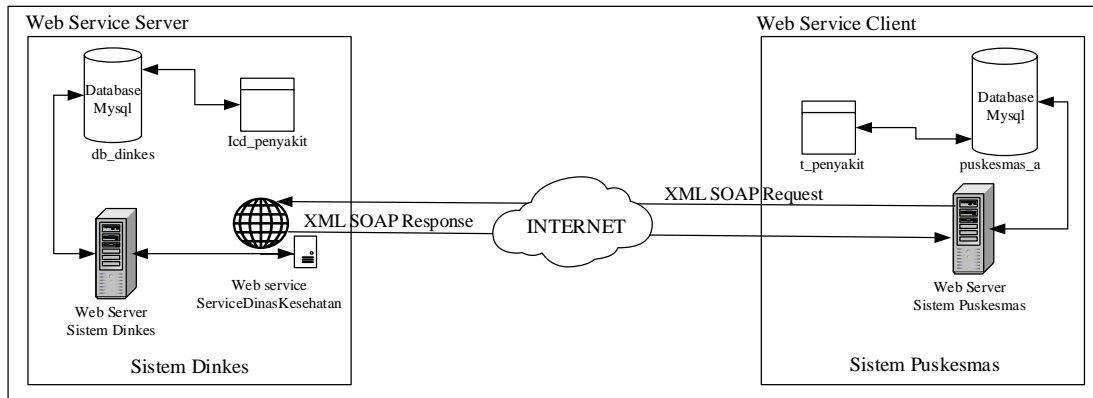 Web Service Server
Database
Mysql
db_dinkes
Icd_penyakit
XML SOAP Response
Web service
ServiceDinasKesehatan
Web Server
Sistem Dinkes
Sistem Dinkes
INTERNET
Web Service Client
Database
Mysql
t_penyakit
puskesmas_a
XML SOAP Request
Web Server
Sistem Puskesmas
Sistem Puskesmas